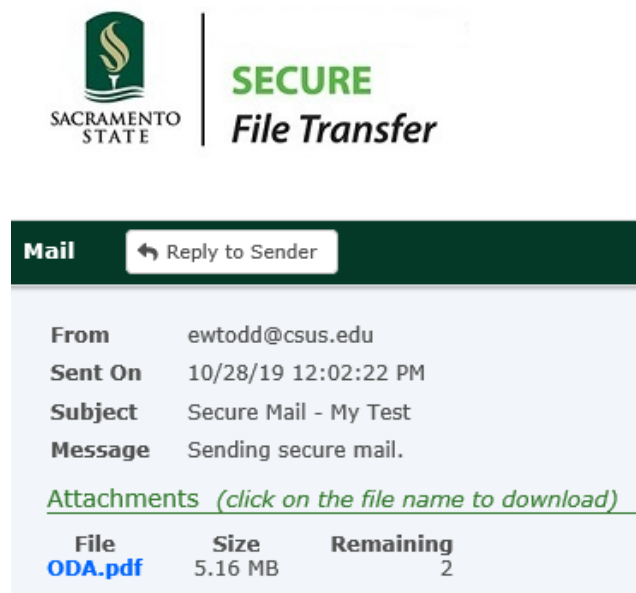 SACRAMENTO
STATE
SECURE
File Transfer
Mail Reply to Sender
From ewtodd@csus.edu
Sent On 10/28/19 12:02:22 PM
Subject Secure Mail - My Test
Message Sending secure mail.
Attachments (click on the file name to download)
File Size Remaining
ODA.pdf 5.16 MB 2